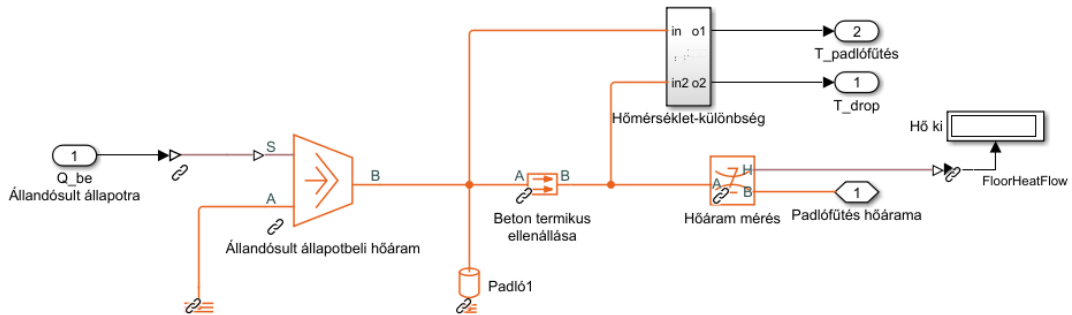 in o1
in2 o2
Hőmérséklet-különbség
2
T_padlófűtés
1
T_drop
Hő ki
FloorHeatFlow
1
Q_be
Állandósult állapotra
S
A
B
Állandósult állapotbeli hőáram
A B
Beton termikus
ellenállása
A H
B
Hőáram mérés
1
Padlófűtés hőárama
Padló1